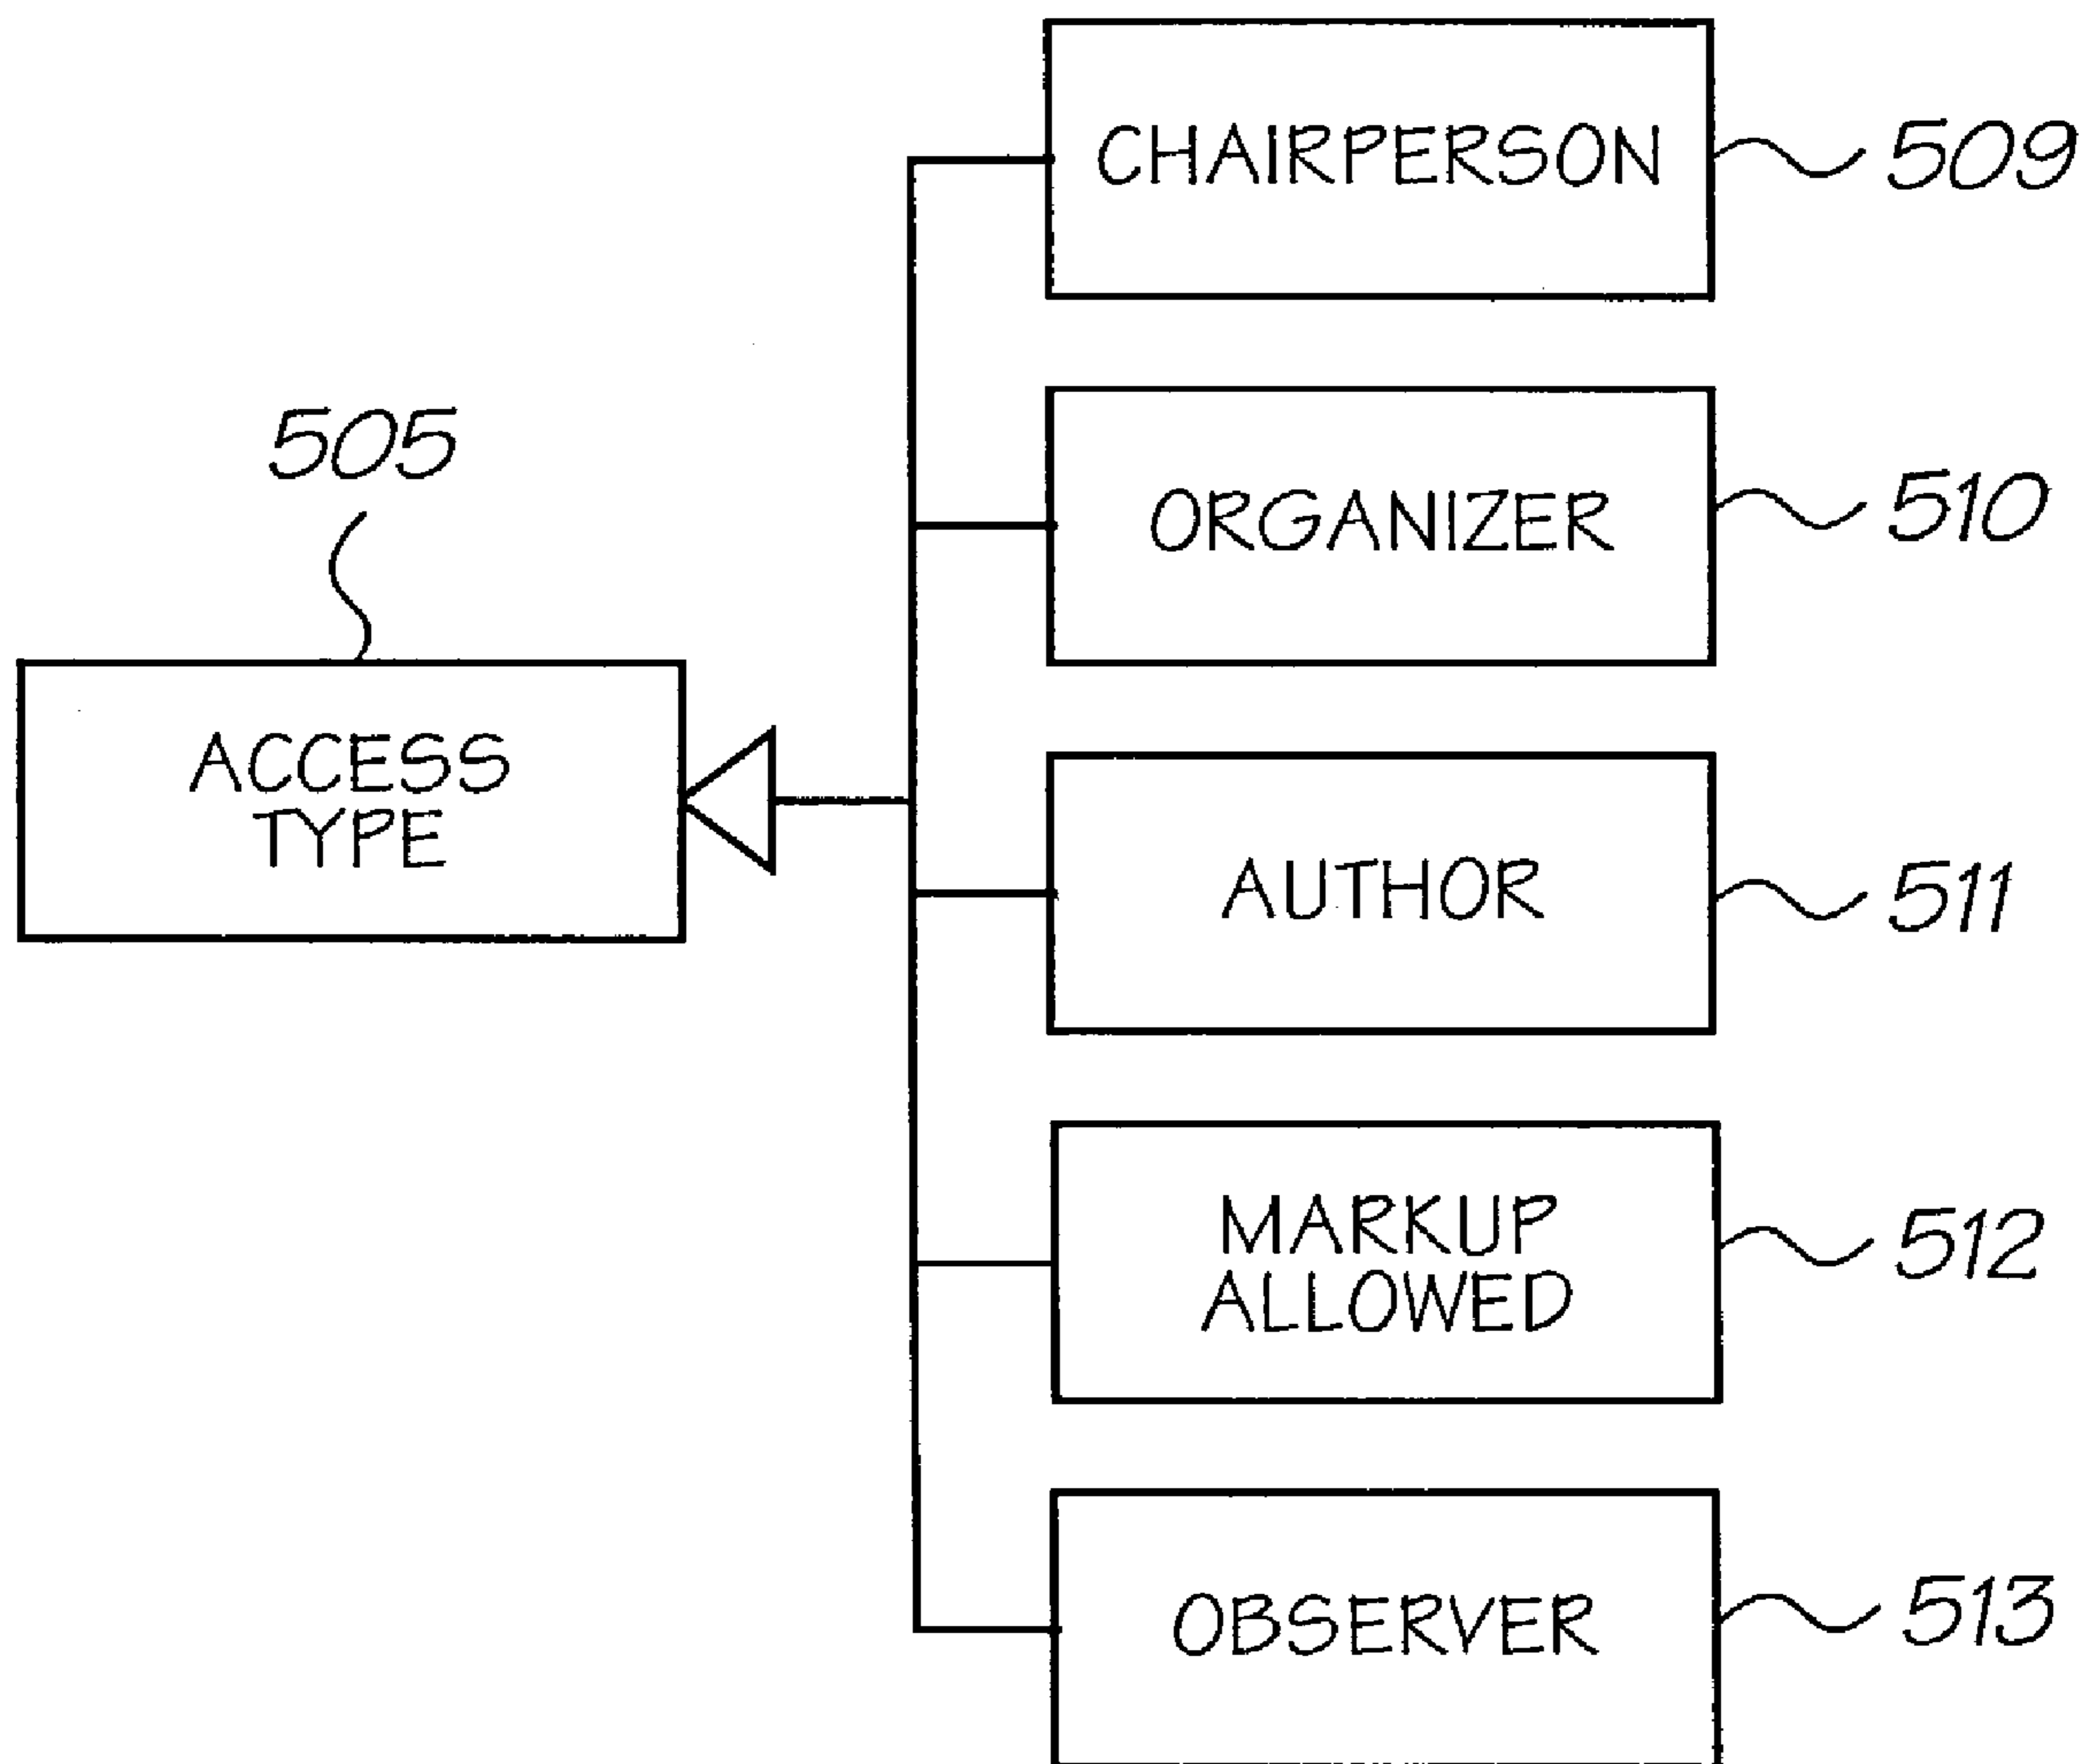 CHAIRPERSON
509
ORGANIZER
510
505
ACCESS
TYPE
AUTHOR
511
MARKUP
ALLOWED
512
OBSERVER
513